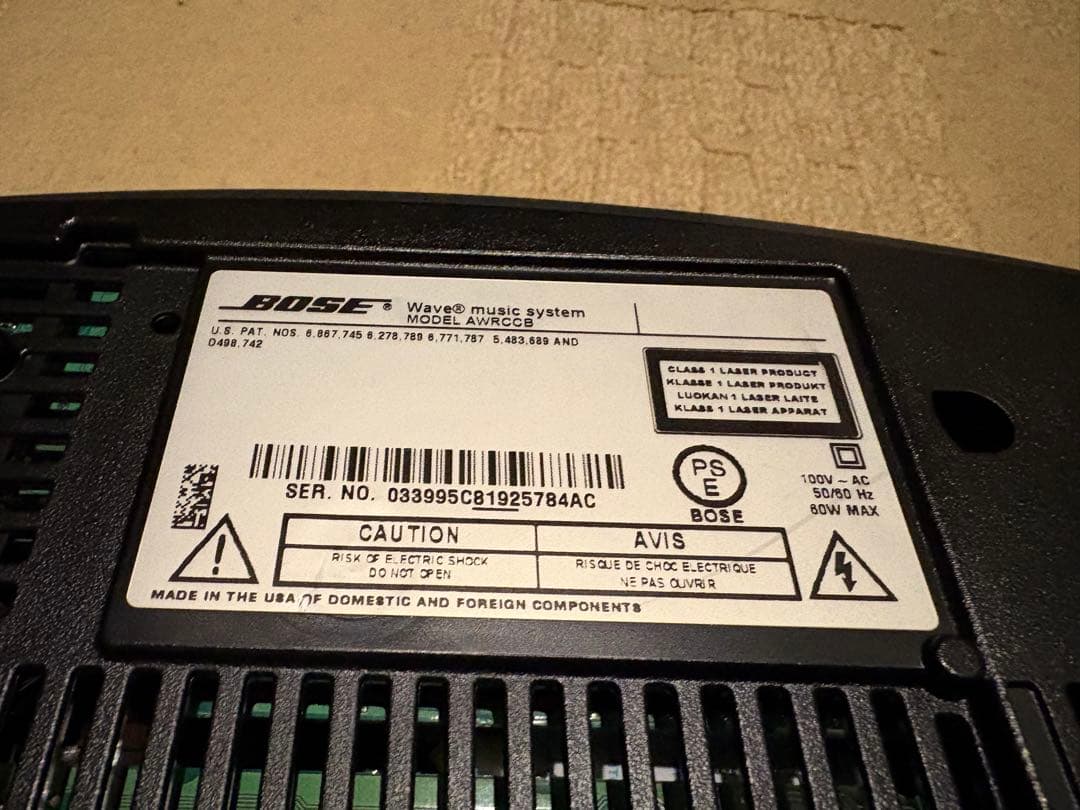 BOSE® Wave® music system
MODEL AWRCCB
U.S. PAT. NOS. 6,867,745 6,278,789 6,771,787 5,483,689 AND
D498,742
CLASS 1 LASER PRODUCT
KLASSE 1 LASER PRODUKT
LUOKAN 1 LASER LAITE
KLASS 1 LASER APPARAT
SER. NO. 033995C81925784AC
PS
E
BOSE
100V ~ AC
50/60 Hz
60W MAX
CAUTION
RISK OF ELECTRIC SHOCK
DO NOT OPEN
AVIS
RISQUE DE CHOC ELECTRIQUE
NE PAS OUVRIR
!
MADE IN THE USA OF DOMESTIC AND FOREIGN COMPONENTS